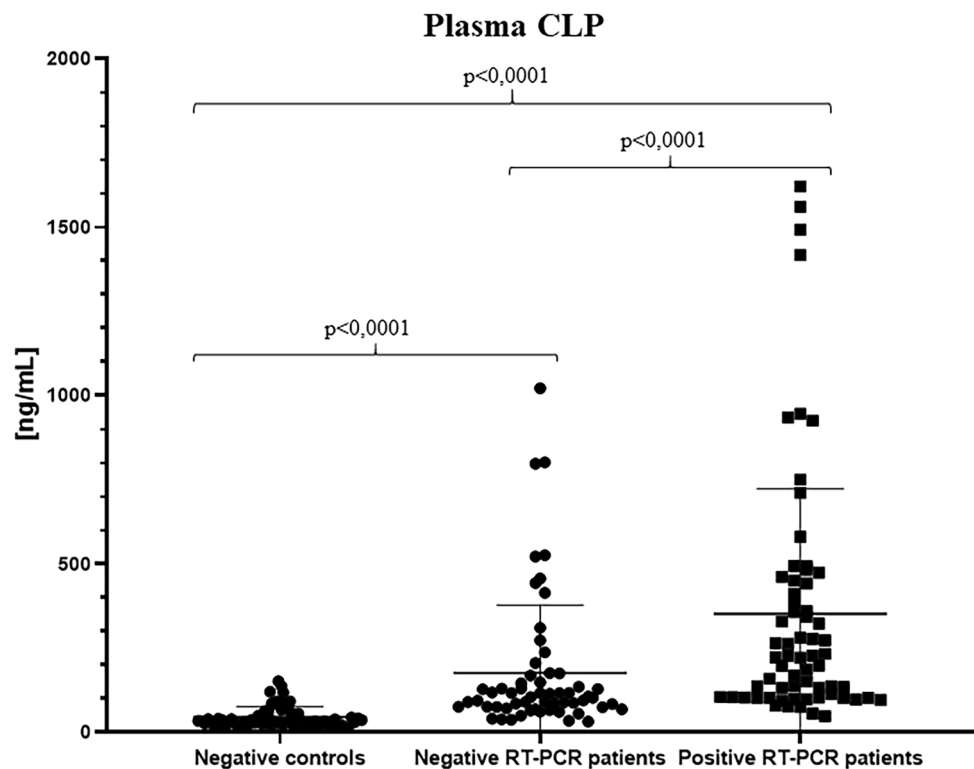 Plasma CLP
2000
p<0,0001
p<0,0001
1500
p<0,0001
1000
[ng/mL]
500
0
Negative controls
Negative RT-PCR patients
Positive RT-PCR patients